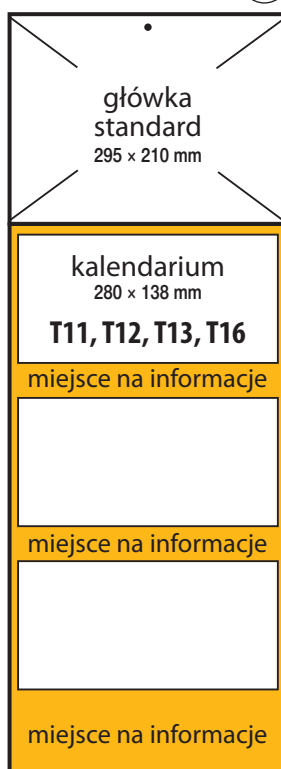 główka
standard
295 × 210 mm
kalendarium
280 × 138 mm
T11, T12, T13, T16
miejsce na informacje
miejsce na informacje
miejsce na informacje